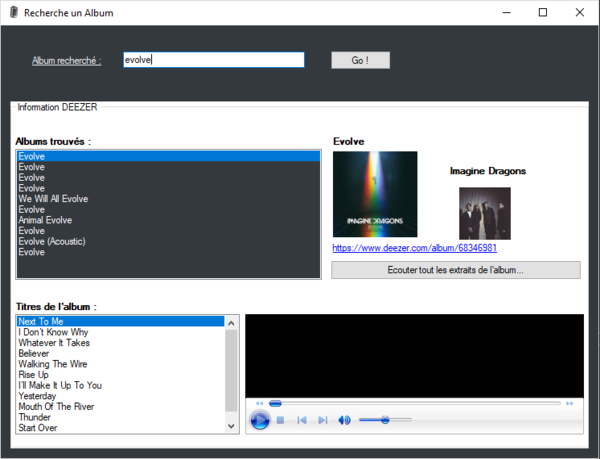 Recherche un Album
Album recherché :
evolve
Go !
Information DEEZER
Albums trouvés :
Evolve
Evolve
Evolve
Evolve
We Will All Evolve
Evolve
Animal Evolve
Evolve
Evolve (Acoustic)
Evolve
Evolve
IMAGINE DRAGONS
Imagine Dragons
https://www.deezer.com/album/68346981
Ecouter tout les extraits de l'album...
Titres de l'album :
Next To Me
I Don't Know Why
Whatever It Takes
Believer
Walking The Wire
Rise Up
I'll Make It Up To You
Yesterday
Mouth Of The River
Thunder
Start Over